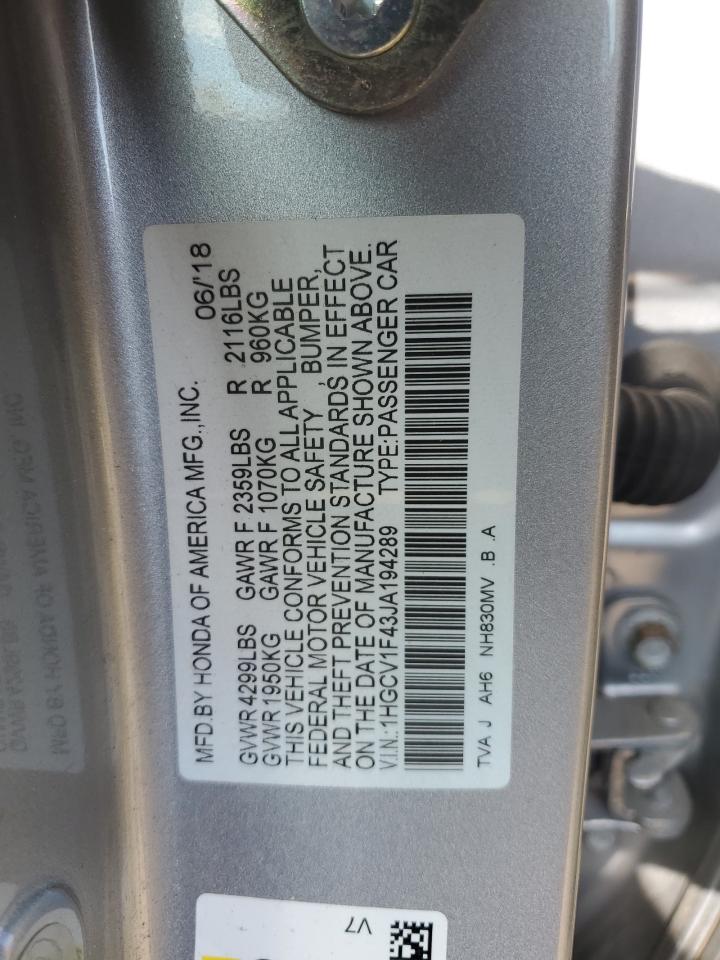 MFD.BY HONDA OF AMERICA MFG.,INC. 06/'18
GVWR 4299LBS GAWR F 2359LBS R 2116LBS
GVWR 1950KG GAWR F 1070KG R 960KG
THIS VEHICLE CONFORMS TO ALL APPLICABLE
FEDERAL MOTOR VEHICLE SAFETY , BUMPER,
AND THEFT PREVENTION STANDARDS IN EFFECT
ON THE DATE OF MANUFACTURE SHOWN ABOVE.
V.I.N.:1HGCV1F43JA194289 TYPE:PASSENGER CAR
TVA J AH6 NH830MV .B .A
V7